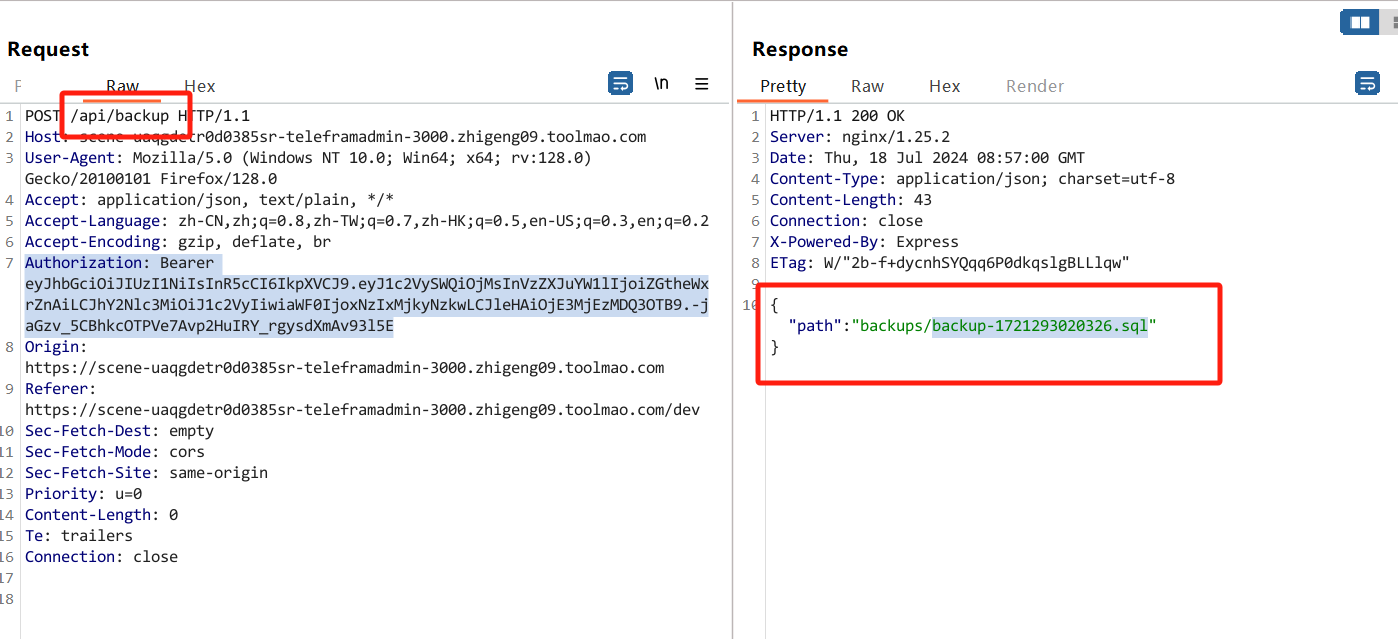 Request
Raw
Hex
\n
1 POST /api/backup HTTP/1.1
2 Host: scene-uaqgdetr0d0385sr-teleframadmin-3000.zhigeng09.toolmao.com
3 User-Agent: Mozilla/5.0 (Windows NT 10.0; Win64; x64; rv:128.0)
Gecko/20100101 Firefox/128.0
4 Accept: application/json, text/plain, */*
5 Accept-Language: zh-CN,zh;q=0.8,zh-TW;q=0.7,zh-HK;q=0.5,en-US;q=0.3,en;q=0.2
6 Accept-Encoding: gzip, deflate, br
7 Authorization: Bearer
eyJhbGciOiJIUzI1NiIsInR5cCI6IkpXVCJ9.eyJ1c2VySWQiOjMsInVzZXJuYW1lIjoiZGtheWx
rZnAiLCJhY2Nlc3MiOiJ1c2VyIiwiaWF0IjoxNzIxMjkyNzkwLCJleHAiOjE3MjEzMDQ3OTB9.-j
aGzv_5CBhkcOTPVe7Avp2HuIRY_rgysdXmAv93l5E
8 Origin:
https://scene-uaqgdetr0d0385sr-teleframadmin-3000.zhigeng09.toolmao.com
9 Referer:
https://scene-uaqgdetr0d0385sr-teleframadmin-3000.zhigeng09.toolmao.com/dev
10 Sec-Fetch-Dest: empty
11 Sec-Fetch-Mode: cors
12 Sec-Fetch-Site: same-origin
13 Priority: u=0
14 Content-Length: 0
15 Te: trailers
16 Connection: close
17
18
Response
Pretty
Raw
Hex
Render
1 HTTP/1.1 200 OK
2 Server: nginx/1.25.2
3 Date: Thu, 18 Jul 2024 08:57:00 GMT
4 Content-Type: application/json; charset=utf-8
5 Content-Length: 43
6 Connection: close
7 X-Powered-By: Express
8 ETag: W/"2b-f+dycnhSYQqq6P0dkqslgBLLlqw"
9
10 {
"path":"backups/backup-1721293020326.sql"
}